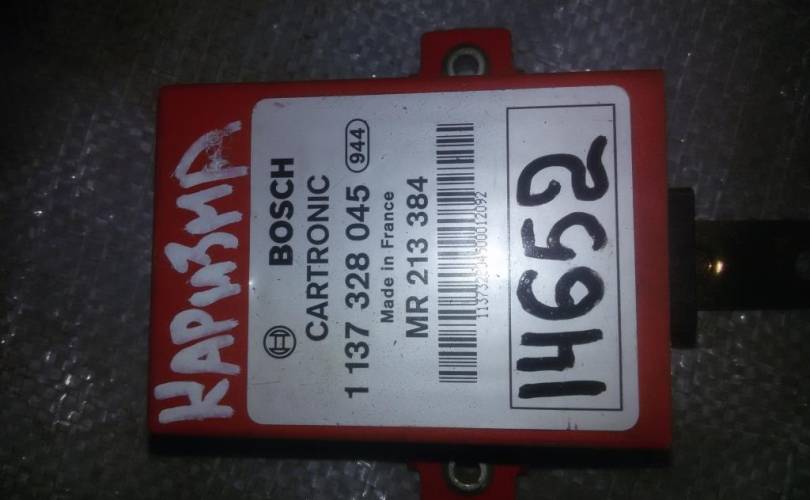 КАРИЗМА
BOSCH
CARTRONIC
1 137 328 045 944
Made in France
MR 213 384
14652